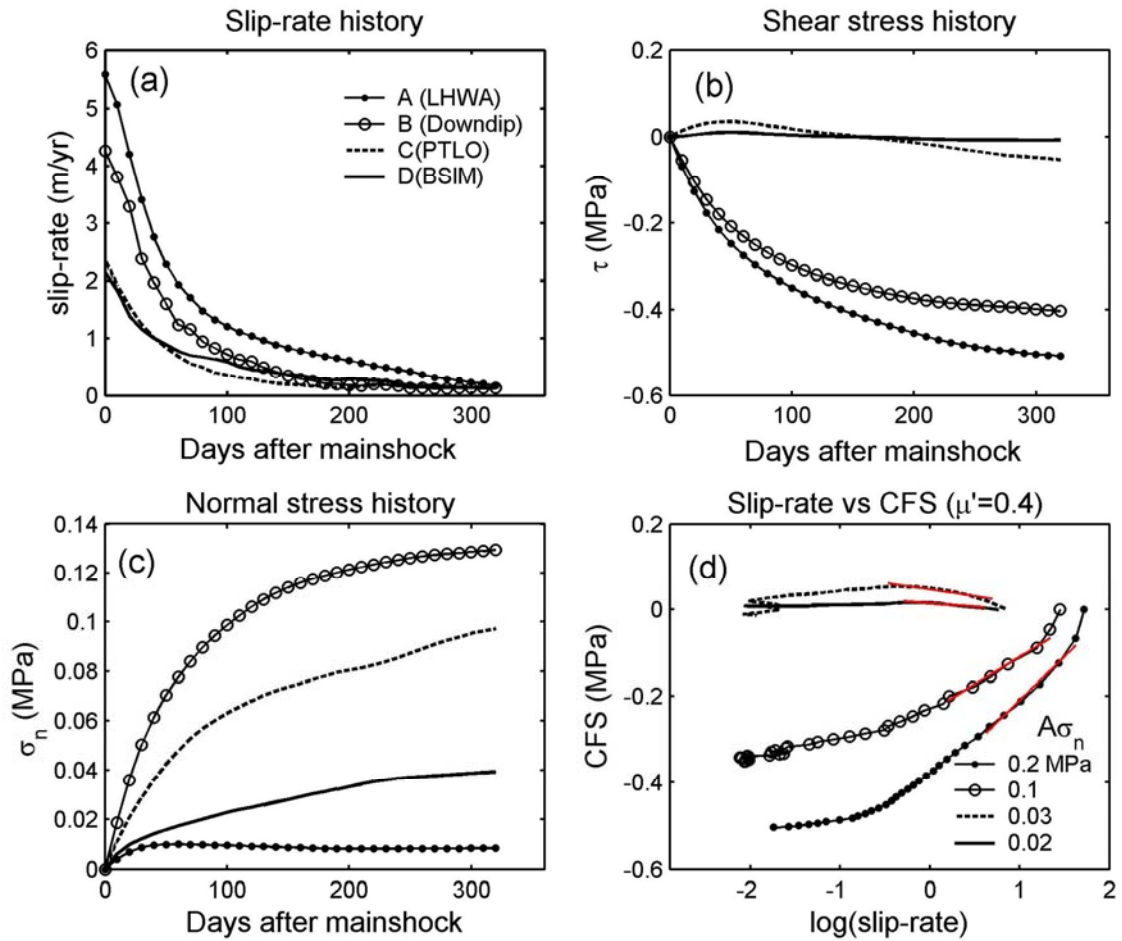 Slip-rate history
(a)
6
5
4
3
2
1
0
slip-rate (m/yr)
A (LHWA)
B (Downdip)
C(PTLO)
D(BSIM)
0 100 200 300
Days after mainshock
Shear stress history
(b)
0.2
0
-0.2
-0.4
-0.6
τ (MPa)
0 100 200 300
Days after mainshock
Normal stress history
(c)
0.14
0.12
0.10
0.08
0.06
0.04
0.02
0
σn (MPa)
0 100 200 300
Days after mainshock
Slip-rate vs CFS (μ'=0.4)
(d)
0.2
0
-0.2
-0.4
-0.6
CFS (MPa)
Aσn
0.2 MPa
0.1
0.03
0.02
-2 -1 0 1 2
log(slip-rate)